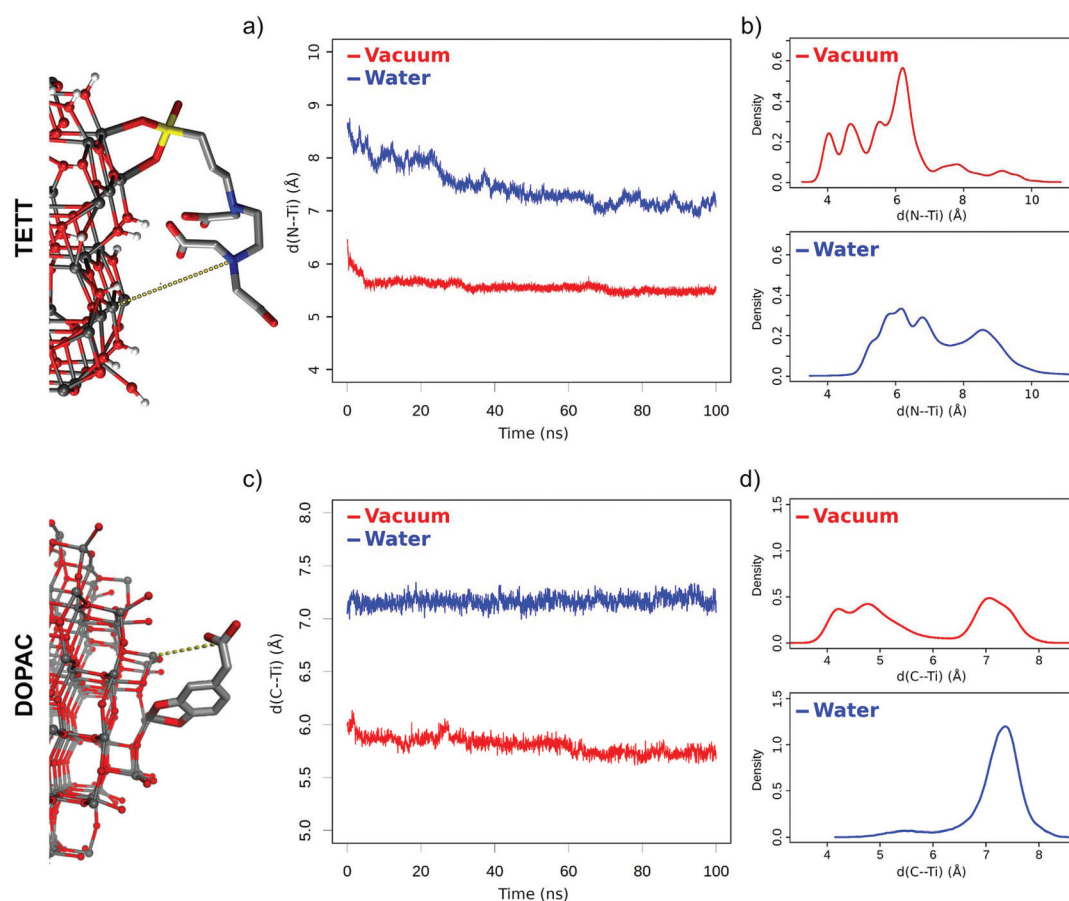 a)
b)
TETT
10
9
8
7
6
5
4
d(N--Ti) (Å)
Vacuum
Water
0
20
40
60
80
100
Time (ns)
0.6
0.4
0.2
0.0
Density
Vacuum
4
6
8
10
d(N--Ti) (Å)
0.6
0.4
0.2
0.0
Density
Water
4
6
8
10
d(N--Ti) (Å)
c)
d)
DOPAC
8.0
7.5
7.0
6.5
6.0
5.5
5.0
d(C--Ti) (Å)
Vacuum
Water
0
20
40
60
80
100
Time (ns)
1.5
1.0
0.5
0.0
Density
Vacuum
4
5
6
7
8
d(C--Ti) (Å)
1.5
1.0
0.5
0.0
Density
Water
4
5
6
7
8
d(C--Ti) (Å)